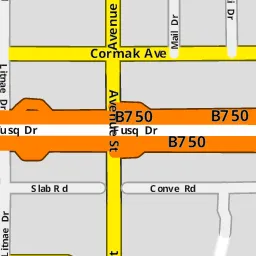 Avenue
Mail Dr
i Dr
Cormak Ave
Litnae Dr
Avenue St
B750
B750
usq Dr
usq Dr
B750
Slab Rd
Conve Rd
Litnae Dr
t